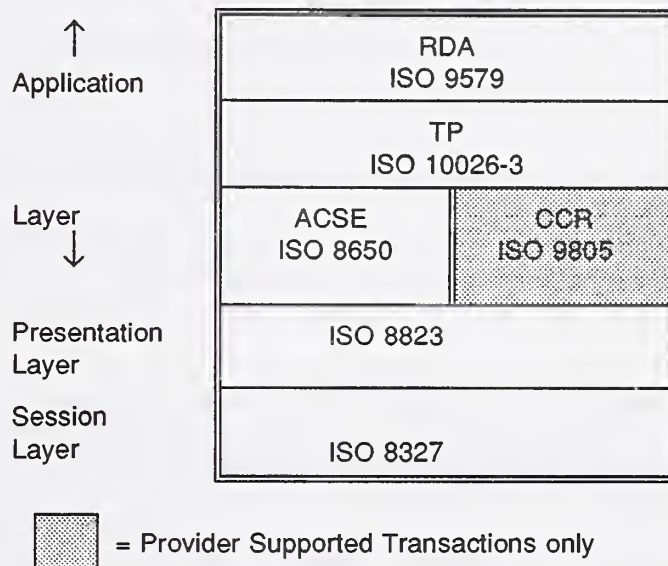 Application
RDA
ISO 9579
TP
ISO 10026-3
Layer
ACSE
ISO 8650
CCR
ISO 9805
Presentation
Layer
ISO 8823
Session
Layer
ISO 8327
= Provider Supported Transactions only